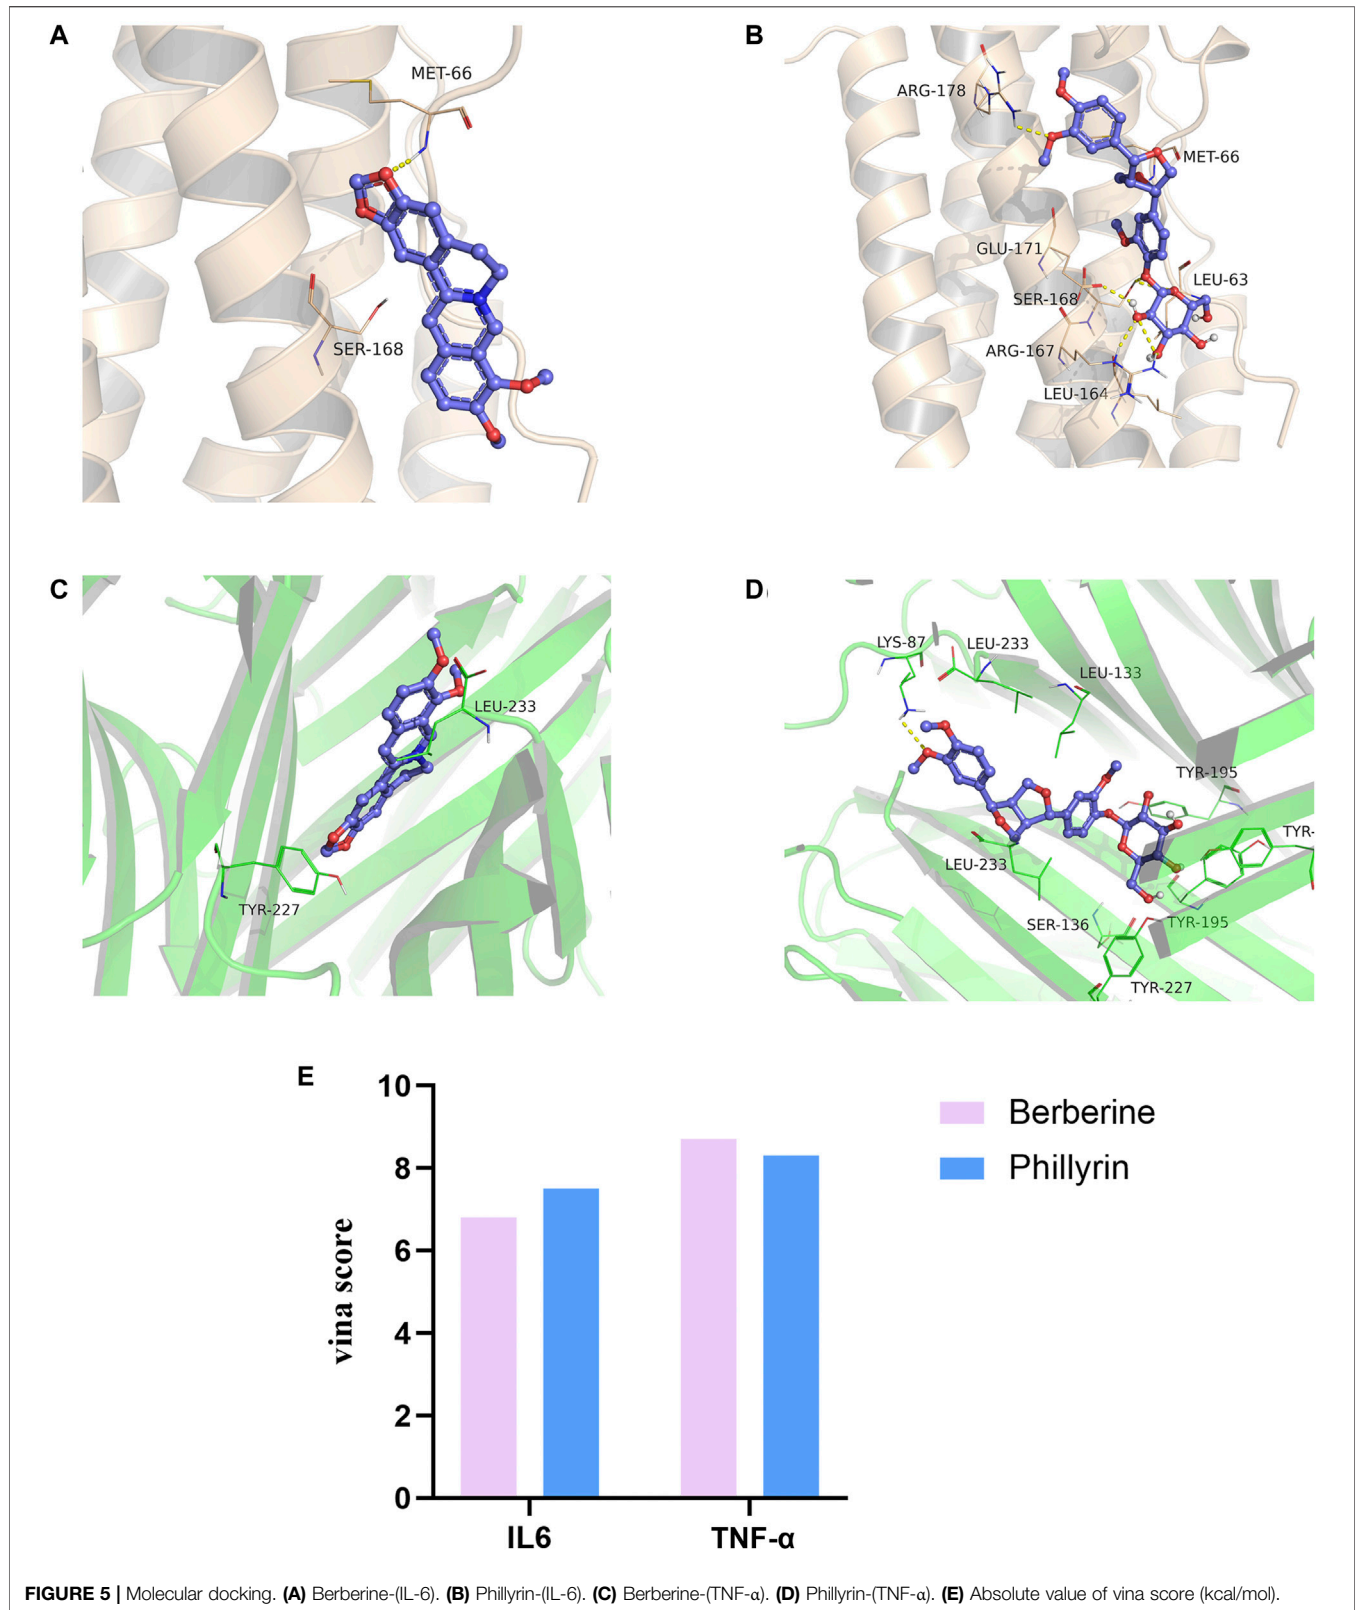 A
MET-66
SER-168
B
ARG-178
MET-66
GLU-171
LEU-63
SER-168
ARG-167
LEU-164
C
LEU-233
TYR-227
D
LYS-87
LEU-233
LEU-133
TYR-195
TYR-
LEU-233
SER-136
TYR-195
TYR-227
E
10
8
6
4
2
0
vina score
IL6
TNF-α
Berberine
Phillyrin
FIGURE 5 | Molecular docking. (A) Berberine-(IL-6). (B) Phillyrin-(IL-6). (C) Berberine-(TNF-α). (D) Phillyrin-(TNF-α). (E) Absolute value of vina score (kcal/mol).